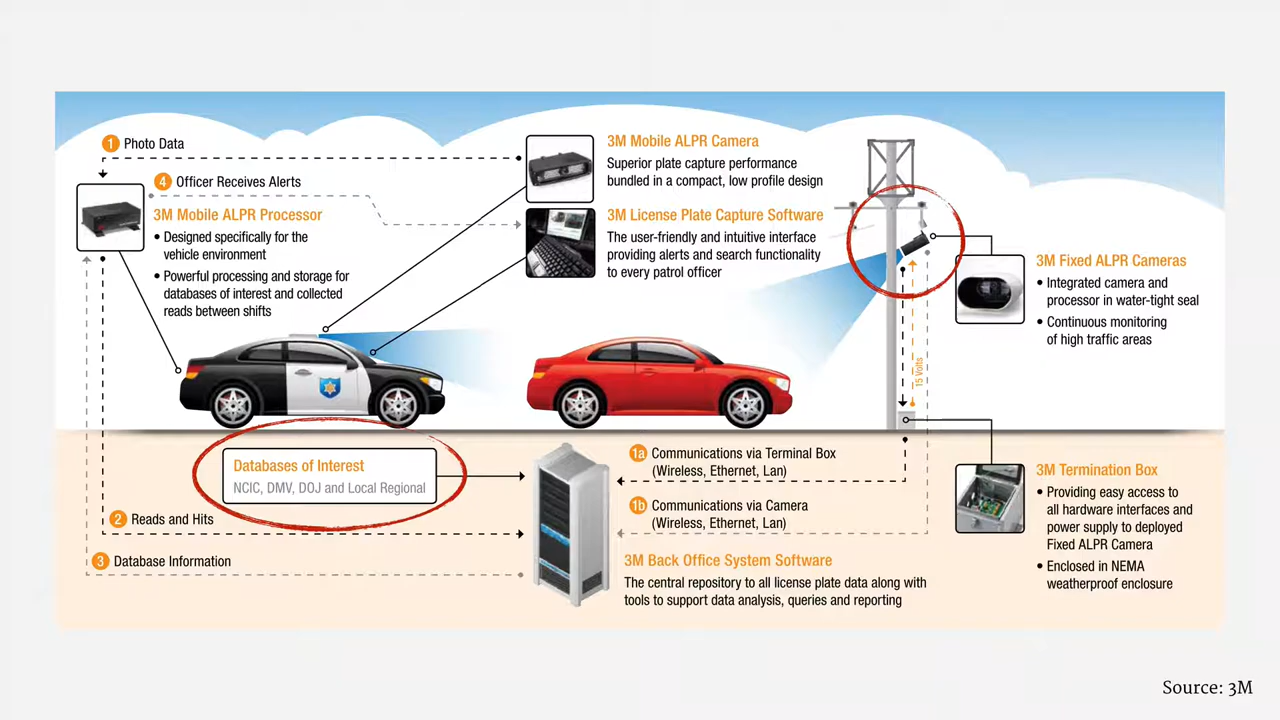 1 Photo Data
4 Officer Receives Alerts
3M Mobile ALPR Processor
• Designed specifically for the
vehicle environment
• Powerful processing and storage for
databases of interest and collected
reads between shifts
3M Mobile ALPR Camera
Superior plate capture performance
bundled in a compact, low profile design
3M License Plate Capture Software
The user-friendly and intuitive interface
providing alerts and search functionality
to every patrol officer
3M Fixed ALPR Cameras
• Integrated camera and
processor in water-tight seal
• Continuous monitoring
of high traffic areas
15 Volts
Databases of Interest
NCIC, DMV, DOJ and Local Regional
2 Reads and Hits
3 Database Information
1a Communications via Terminal Box
(Wireless, Ethernet, Lan)
1b Communications via Camera
(Wireless, Ethernet, Lan)
3M Back Office System Software
The central repository to all license plate data along with
tools to support data analysis, queries and reporting
3M Termination Box
• Providing easy access to
all hardware interfaces and
power supply to deployed
Fixed ALPR Camera
• Enclosed in NEMA
weatherproof enclosure
Source: 3M